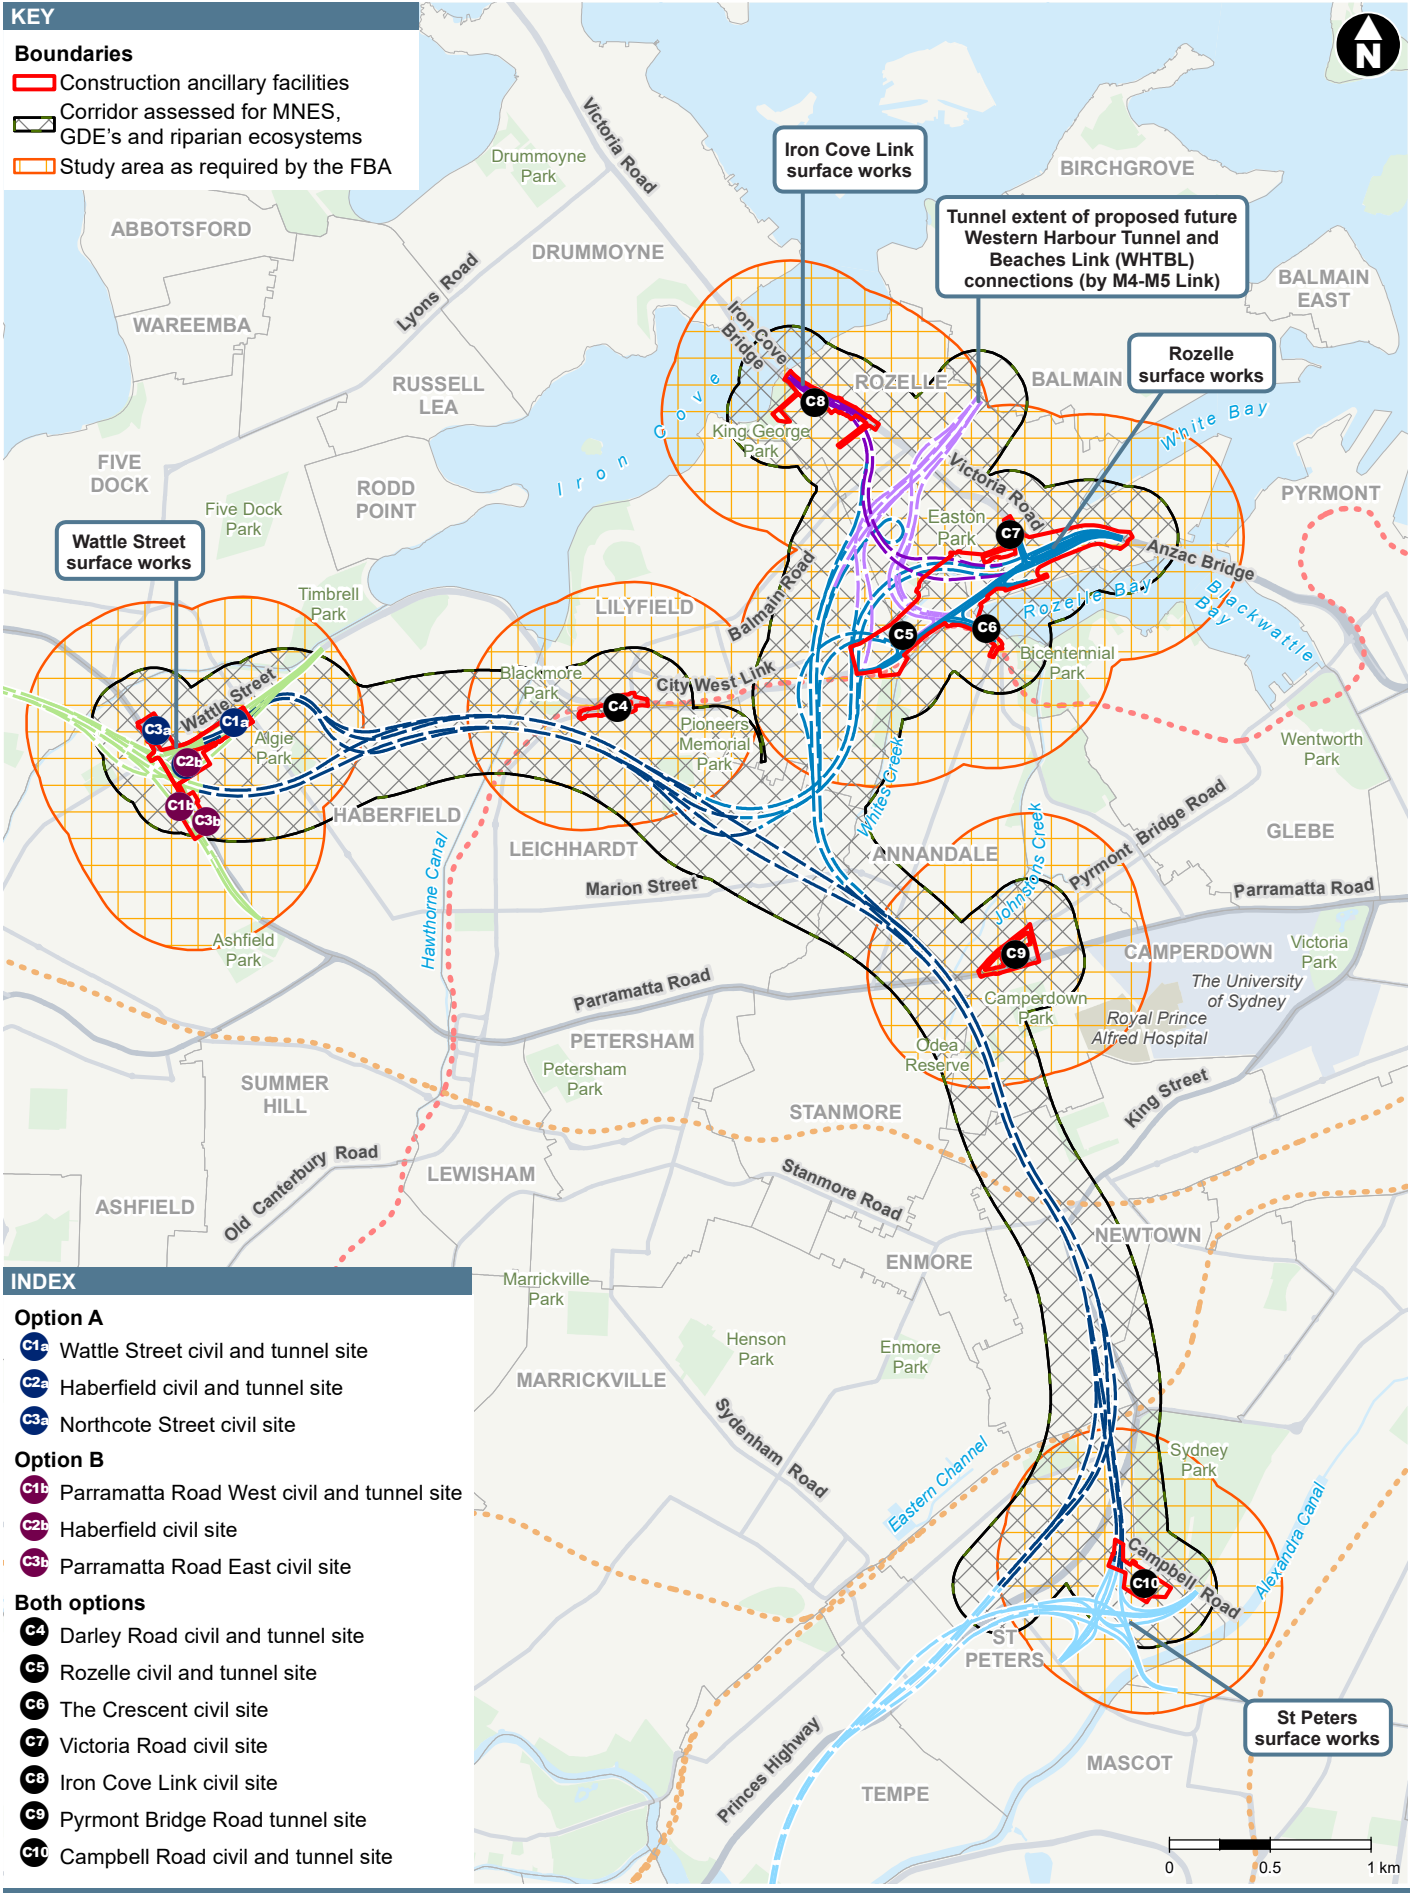 KEY
Boundaries
Construction ancillary facilities
Corridor assessed for MNES,
GDE's and riparian ecosystems
Study area as required by the FBA
N
Iron Cove Link
surface works
Tunnel extent of proposed future
Western Harbour Tunnel and
Beaches Link (WHTBL)
connections (by M4-M5 Link)
Rozelle
surface works
Wattle Street
surface works
St Peters
surface works
Victoria Road
Drummoyne
Park
BIRCHGROVE
ABBOTSFORD
DRUMMOYNE
Lyons Road
BALMAIN
EAST
WAREEMBA
Iron Cove
Bridge
RUSSELL
LEA
ROZELLE
BALMAIN
C8
White Bay
King George
Park
Iron Cove
FIVE
DOCK
RODD
POINT
Five Dock
Park
Victoria Road
PYRMONT
Easton
Park
C7
Anzac Bridge
Timbrell
Park
LILYFIELD
Balmain Road
Rozelle Bay
Blackwattle
Bay
C5
C6
Bicentennial
Park
Blackmore
Park
City West Link
C4
Wattle Street
C3a
C1a
Algie
Park
C2b
C1b
C3b
Pioneers
Memorial
Park
Wentworth
Park
Whites Creek
HABERFIELD
LEICHHARDT
ANNANDALE
Johnstons Creek
Pyrmont Bridge Road
GLEBE
Marion Street
Parramatta Road
Hawthorne Canal
Ashfield
Park
C9
CAMPERDOWN
Victoria
Park
The University
of Sydney
Parramatta Road
Camperdown
Park
Royal Prince
Alfred Hospital
PETERSHAM
Odea
Reserve
Petersham
Park
SUMMER
HILL
STANMORE
King Street
Old Canterbury Road
LEWISHAM
Stanmore Road
ASHFIELD
NEWTOWN
ENMORE
Marrickville
Park
Henson
Park
Enmore
Park
MARRICKVILLE
Sydenham Road
Sydney
Park
Eastern Channel
Alexandra Canal
Campbell Road
C10
ST
PETERS
Princes Highway
MASCOT
TEMPE
0 0.5 1 km
INDEX
Option A
C1a Wattle Street civil and tunnel site
C2a Haberfield civil and tunnel site
C3a Northcote Street civil site
Option B
C1b Parramatta Road West civil and tunnel site
C2b Haberfield civil site
C3b Parramatta Road East civil site
Both options
C4 Darley Road civil and tunnel site
C5 Rozelle civil and tunnel site
C6 The Crescent civil site
C7 Victoria Road civil site
C8 Iron Cove Link civil site
C9 Pyrmont Bridge Road tunnel site
C10 Campbell Road civil and tunnel site